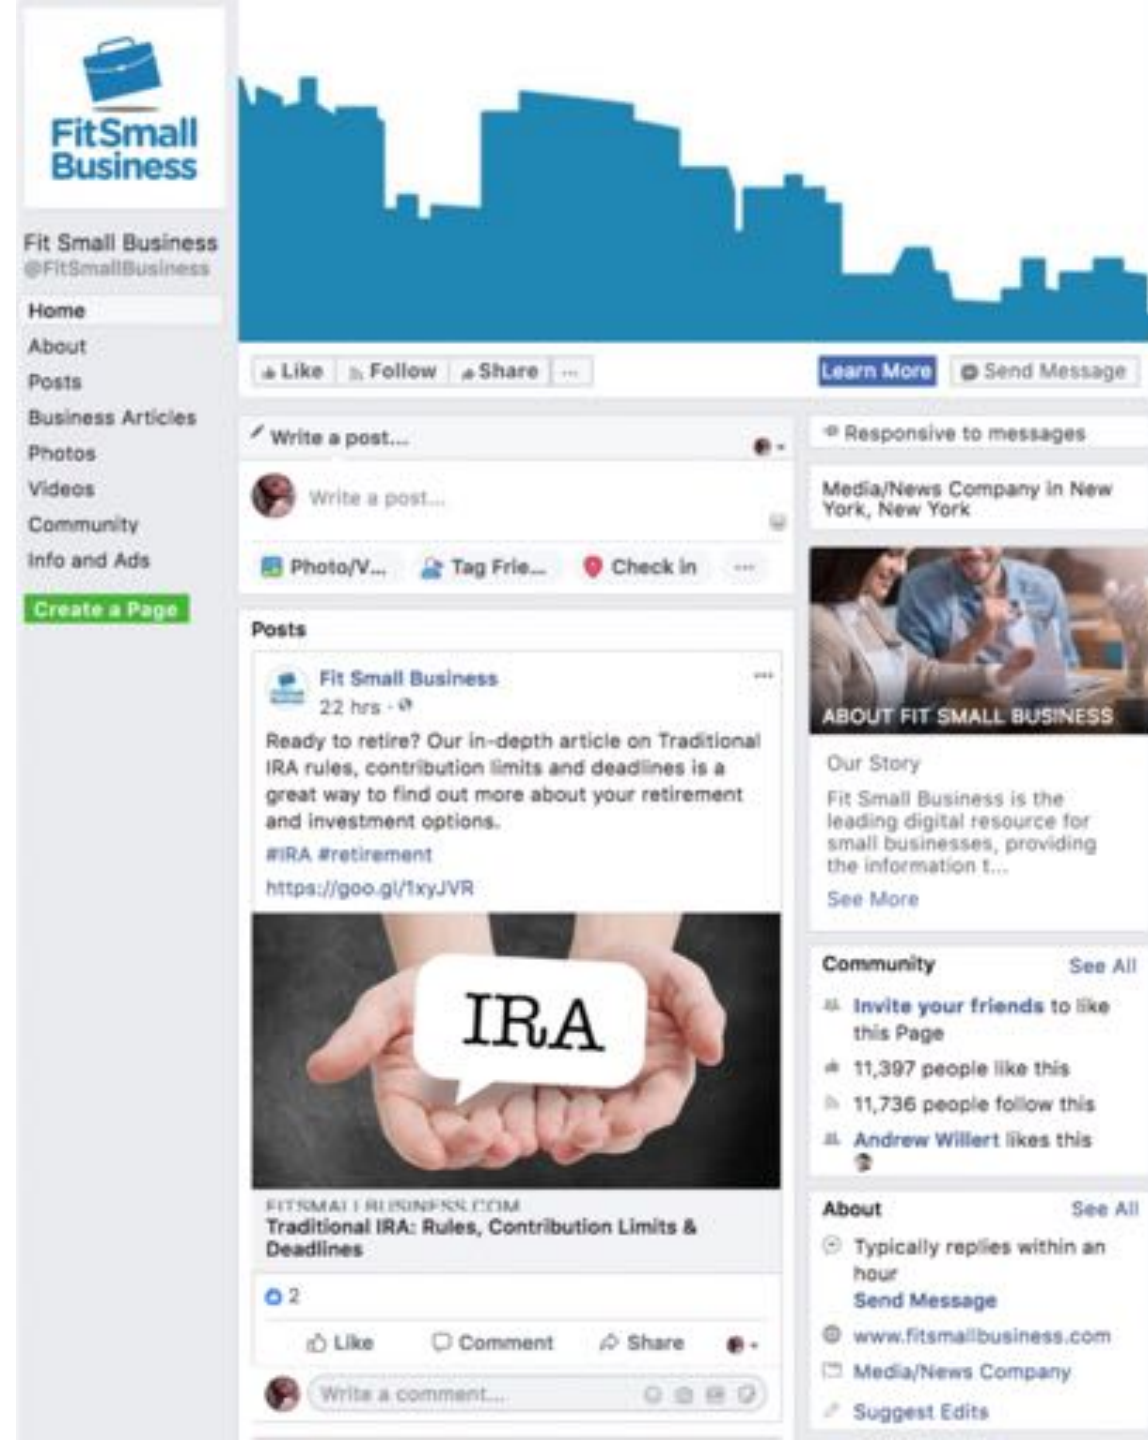 FitSmall
Business
Fit Small Business
@FitSmallBusiness
Home
About
Posts
Business Articles
Photos
Videos
Community
Info and Ads
Create a Page
Like
Follow
Share
...
Learn More
Send Message
Write a post...
Write a post...
Photo/V...
Tag Frie...
Check in
...
Posts
Fit Small Business
22 hrs ·
Ready to retire? Our in-depth article on Traditional
IRA rules, contribution limits and deadlines is a
great way to find out more about your retirement
and investment options.
#IRA #retirement
https://goo.gl/1xyJVR
IRA
FITSMALLBUSINESS.COM
Traditional IRA: Rules, Contribution Limits &
Deadlines
2
Like
Comment
Share
Write a comment...
Responsive to messages
Media/News Company in New
York, New York
ABOUT FIT SMALL BUSINESS
Our Story
Fit Small Business is the
leading digital resource for
small businesses, providing
the information t...
See More
Community
See All
Invite your friends to like
this Page
11,397 people like this
11,736 people follow this
Andrew Willert likes this
About
See All
Typically replies within an
hour
Send Message
www.fitsmallbusiness.com
Media/News Company
Suggest Edits